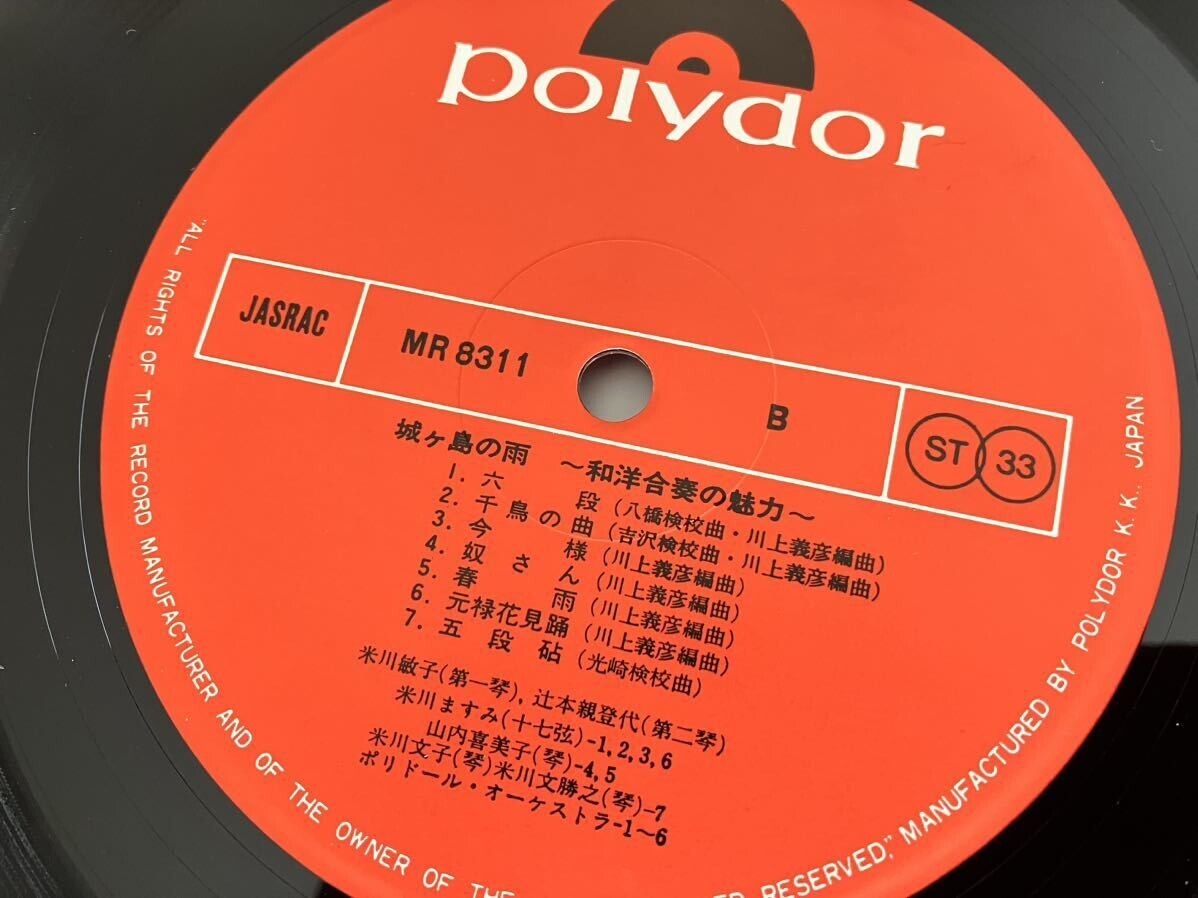 polydor
JASRAC
MR 8311
B
ST 33
城ヶ島の雨 ～和洋合奏の魅力～
1. 六段 (八橋検校曲・川上義彦編曲)
2. 千鳥の曲 (吉沢検校曲・川上義彦編曲)
3. 今様 (川上義彦編曲)
4. 奴さん (川上義彦編曲)
5. 春雨 (川上義彦編曲)
6. 元禄花見踊 (川上義彦編曲)
7. 五段砧 (光崎検校曲)
米川敏子(第一琴), 辻本親登代(第二琴)
米川ますみ(十七弦)-1,2,3,6
山内喜美子(琴)-4,5
米川文子(琴)米川文勝之(琴)-7
ポリドール・オーケストラ-1～6
"ALL RIGHTS OF THE RECORD MANUFACTURER AND OF THE OWNER OF THE RESERVED," MANUFACTURED BY POLYDOR K.K., JAPAN